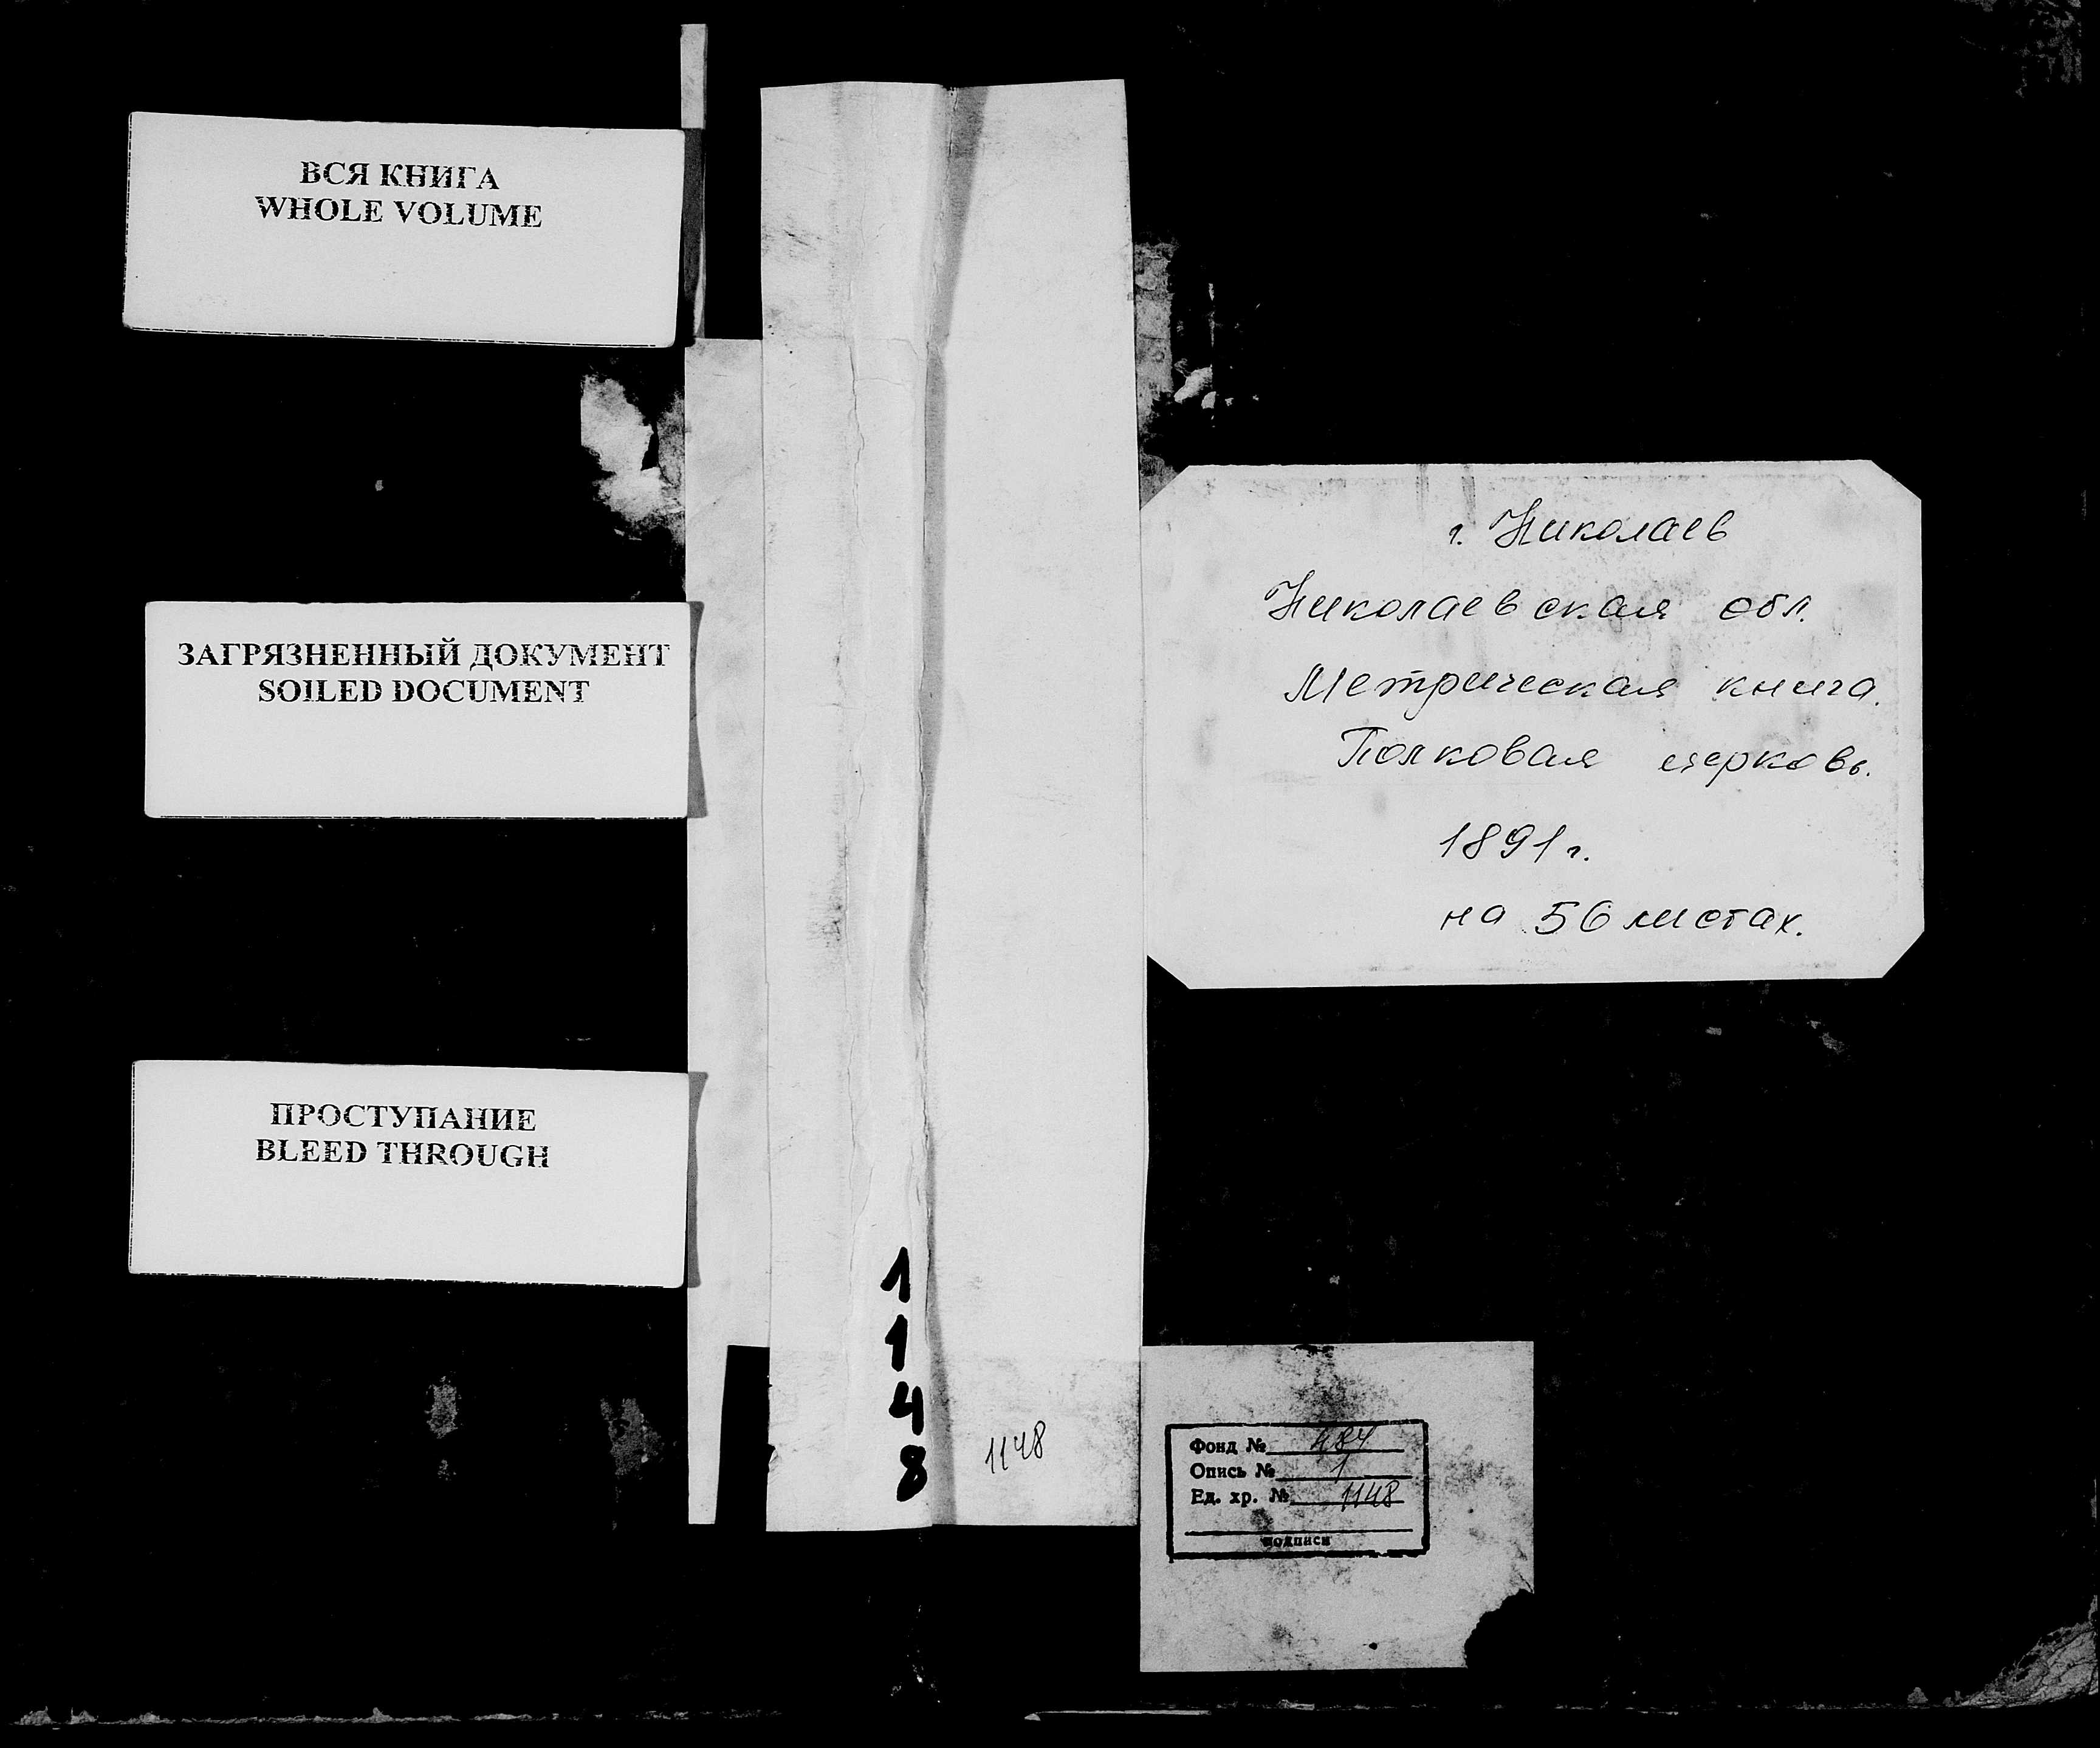 ВСЯ КНИГА
WHOLE VOLUME
ЗАГРЯЗНЕННЫЙ ДОКУМЕНТ
SOILED DOCUMENT
ПРОСТУПАНИЕ
BLEED THROUGH
1
1
4
8
1148
г. Николаев
Николаевская обл.
Метрическая книга.
Полковая церковь.
1891 г.
на 56 листах.
Фонд № 484
Опись № 1
Ед. хр. № 1148
подписи